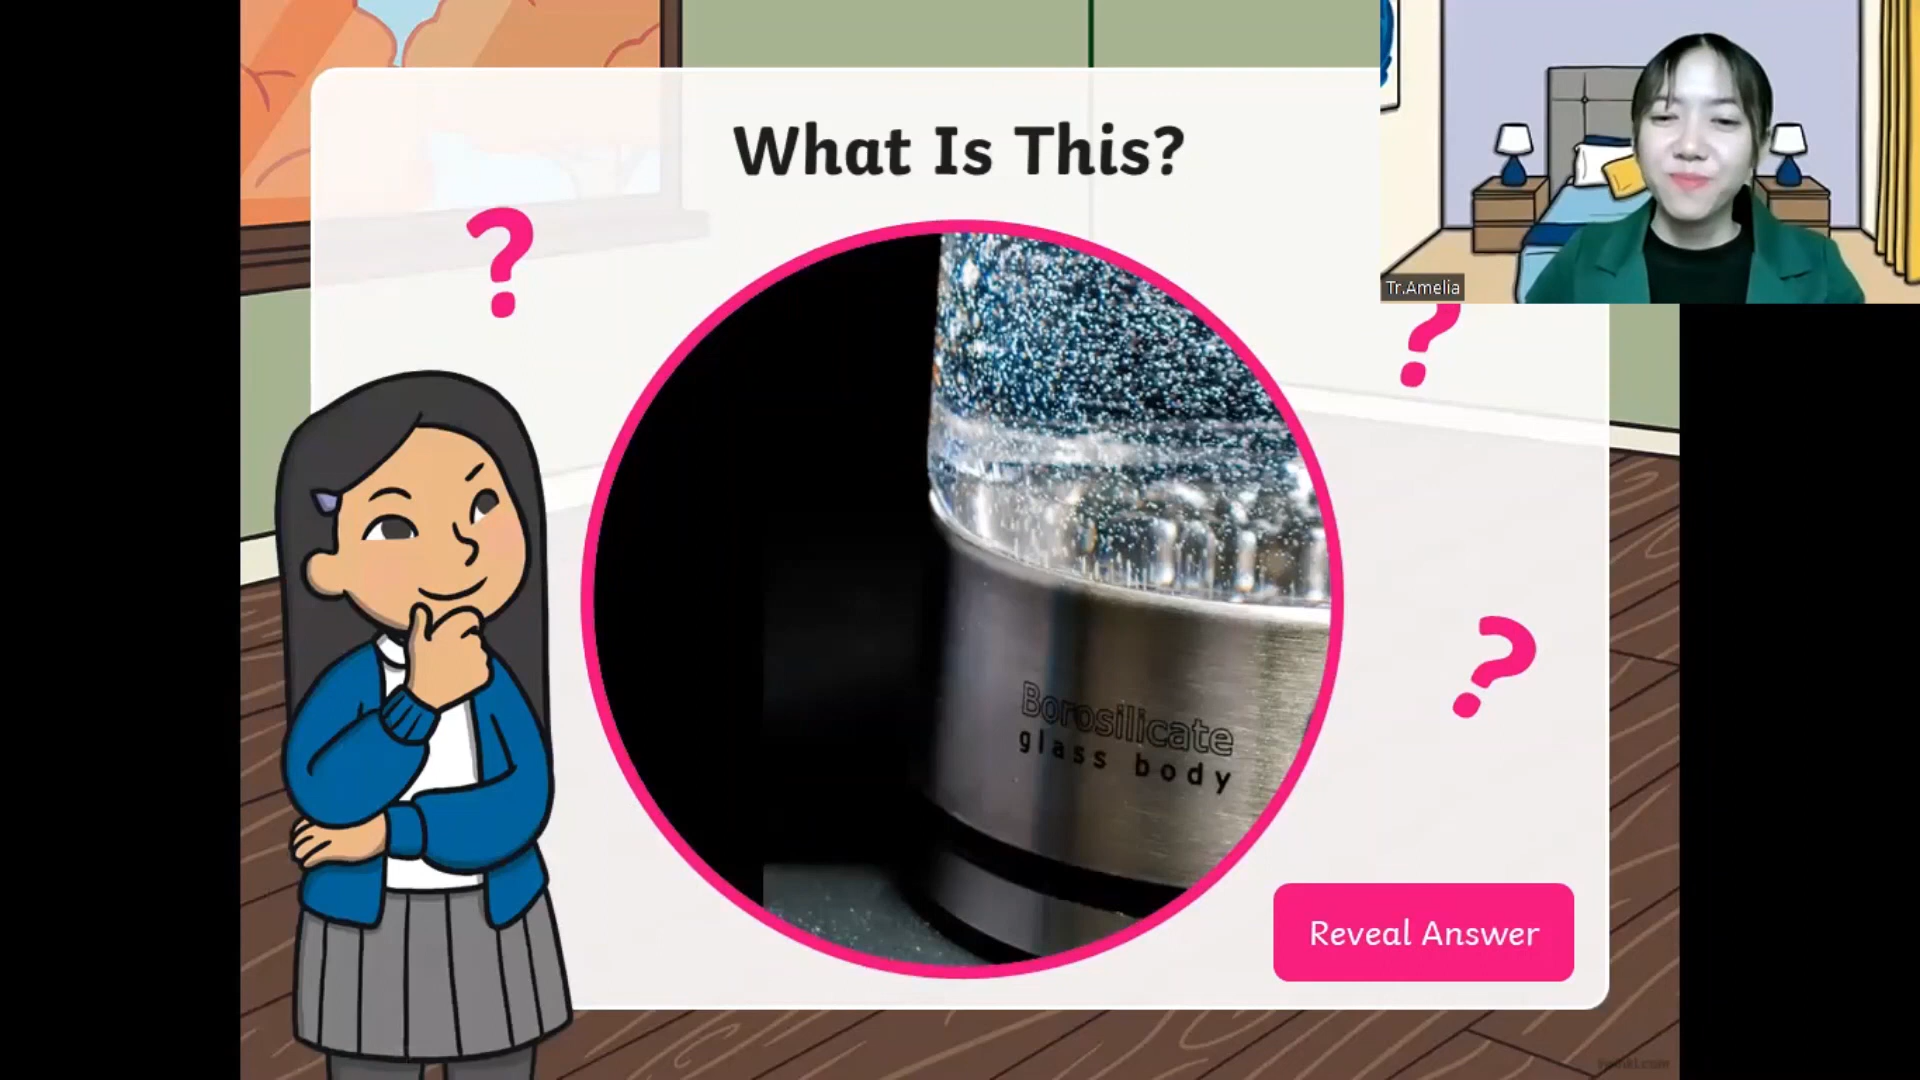 What Is This?
?
?
?
Tr.Amelia
Borosilicate
glass body
Reveal Answer